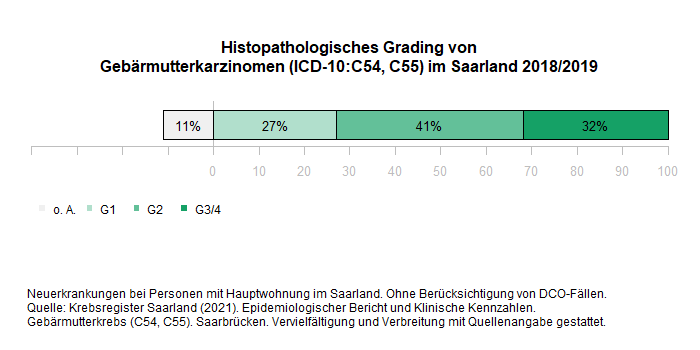 Histopathologisches Grading von
Gebärmutterkarzinomen (ICD-10:C54, C55) im Saarland 2018/2019
11% 27% 41% 32%
0 10 20 30 40 50 60 70 80 90 100
o. A. G1 G2 G3/4
Neuerkrankungen bei Personen mit Hauptwohnung im Saarland. Ohne Berücksichtigung von DCO-Fällen.
Quelle: Krebsregister Saarland (2021). Epidemiologischer Bericht und Klinische Kennzahlen.
Gebärmutterkrebs (C54, C55). Saarbrücken. Vervielfältigung und Verbreitung mit Quellenangabe gestattet.